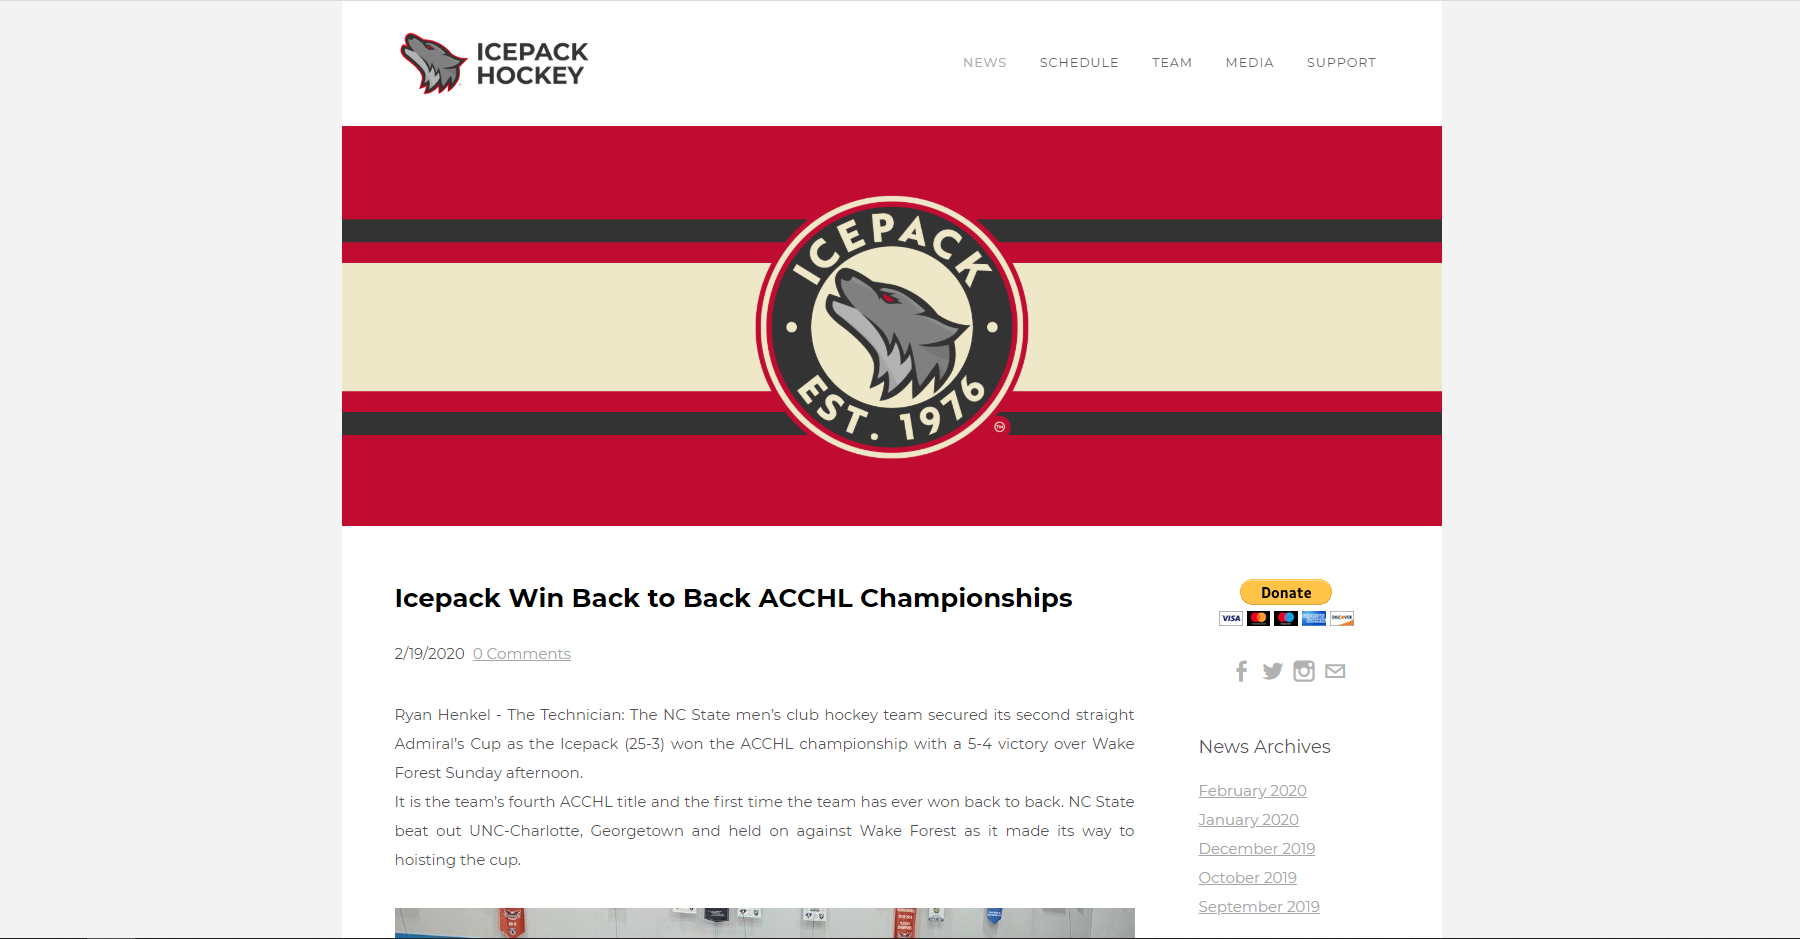 ICEPACK
HOCKEY
NEWS SCHEDULE TEAM MEDIA SUPPORT
ICEPACK
EST. 1976
TM
Icepack Win Back to Back ACCHL Championships
2/19/2020 0 Comments
Ryan Henkel - The Technician: The NC State men’s club hockey team secured its second straight
Admiral’s Cup as the Icepack (25-3) won the ACCHL championship with a 5-4 victory over Wake
Forest Sunday afternoon.
It is the team’s fourth ACCHL title and the first time the team has ever won back to back. NC State
beat out UNC-Charlotte, Georgetown and held on against Wake Forest as it made its way to
hoisting the cup.
Donate
VISA
DISCOVER
News Archives
February 2020
January 2020
December 2019
October 2019
September 2019